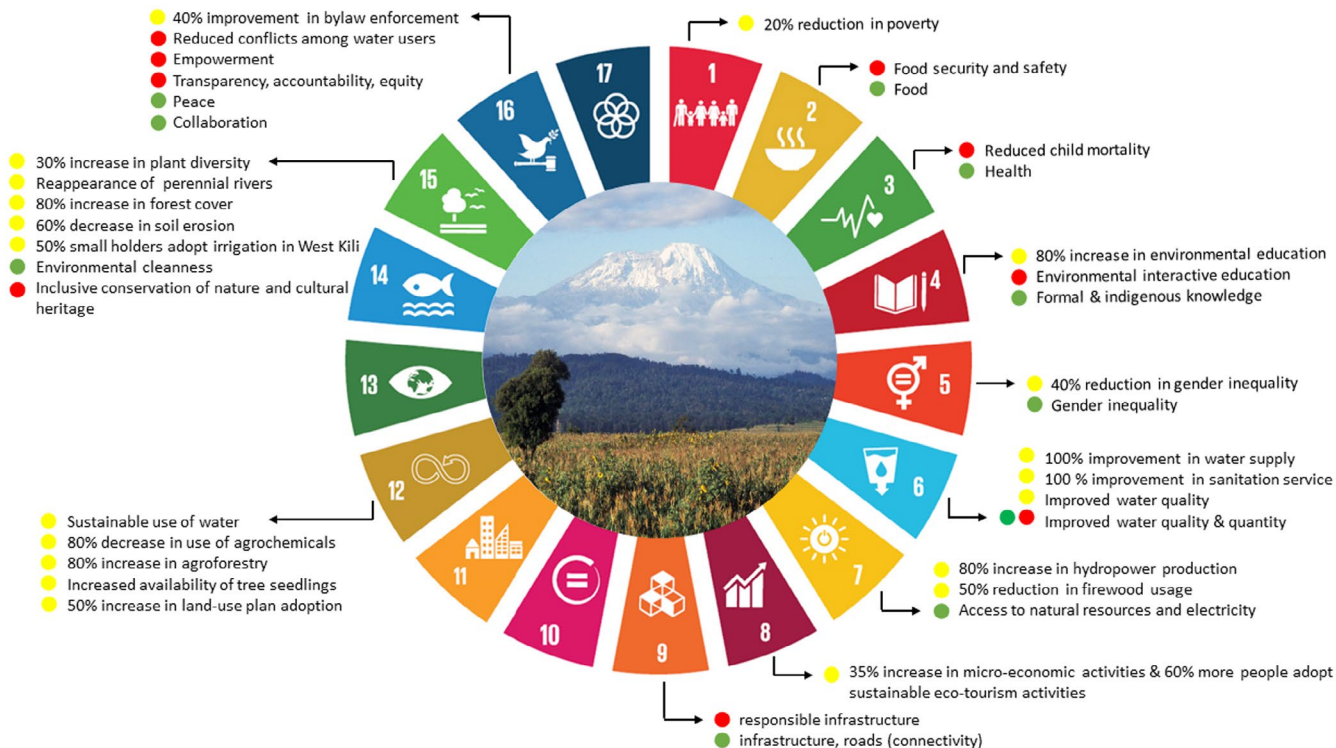 40% improvement in bylaw enforcement
Reduced conflicts among water users
Empowerment
Transparency, accountability, equity
Peace
Collaboration
20% reduction in poverty
Food security and safety
Food
Reduced child mortality
Health
80% increase in environmental education
Environmental interactive education
Formal & indigenous knowledge
40% reduction in gender inequality
Gender inequality
100% improvement in water supply
100 % improvement in sanitation service
Improved water quality
Improved water quality & quantity
80% increase in hydropower production
50% reduction in firewood usage
Access to natural resources and electricity
35% increase in micro-economic activities & 60% more people adopt
sustainable eco-tourism activities
responsible infrastructure
infrastructure, roads (connectivity)
Sustainable use of water
80% decrease in use of agrochemicals
80% increase in agroforestry
Increased availability of tree seedlings
50% increase in land-use plan adoption
30% increase in plant diversity
Reappearance of perennial rivers
80% increase in forest cover
60% decrease in soil erosion
50% small holders adopt irrigation in West Kili
Environmental cleanness
Inclusive conservation of nature and cultural
heritage
1
2
3
4
5
6
7
8
9
10
11
12
13
14
15
16
17